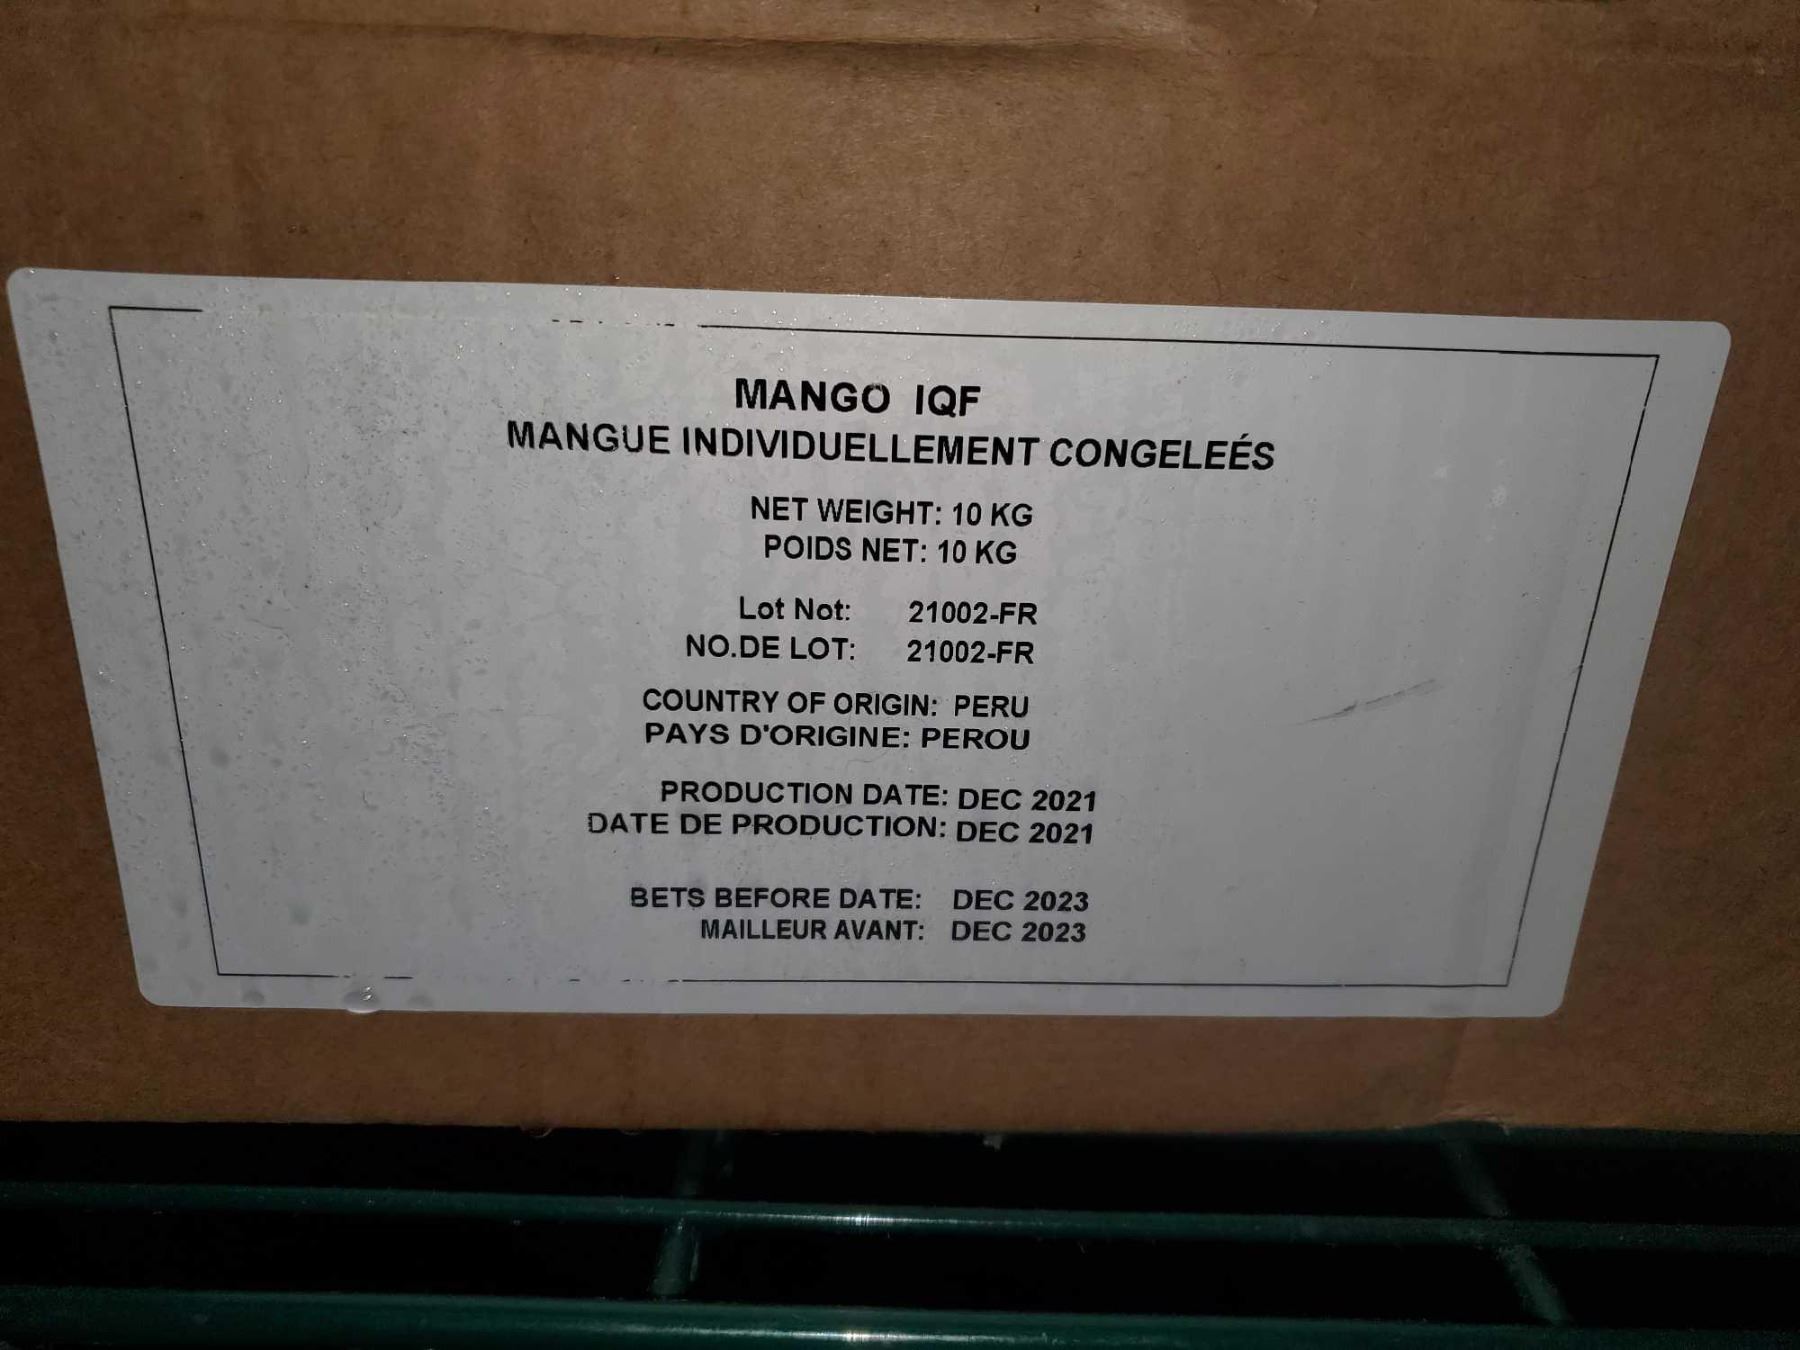 MANGO IQF
MANGUE INDIVIDUELLEMENT CONGELEÉS
NET WEIGHT: 10 KG
POIDS NET: 10 KG
Lot Not: 21002-FR
NO.DE LOT: 21002-FR
COUNTRY OF ORIGIN: PERU
PAYS D'ORIGINE: PEROU
PRODUCTION DATE: DEC 2021
DATE DE PRODUCTION: DEC 2021
BETS BEFORE DATE: DEC 2023
MAILLEUR AVANT: DEC 2023